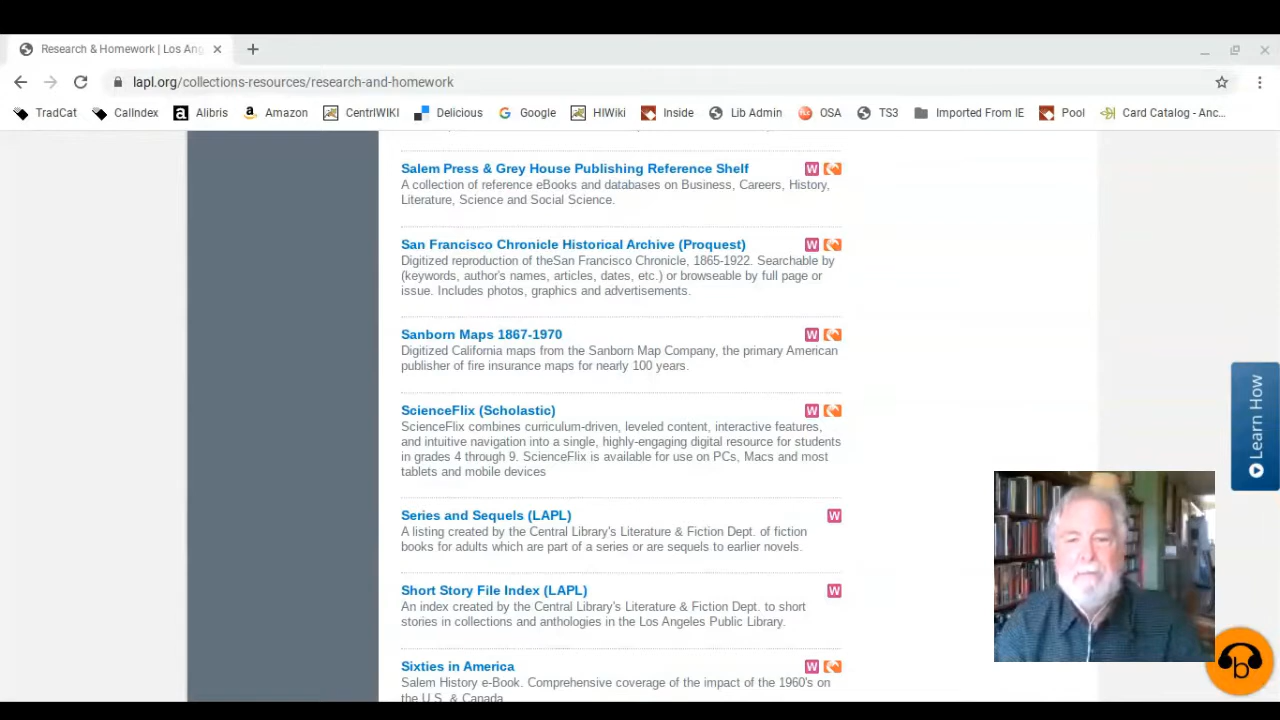 Research & Homework | Los Ang
lapl.org/collections-resources/research-and-homework
TradCat CalIndex Alibris Amazon CentrIWIKI Delicious Google HIWiki Inside Lib Admin OSA TS3 Imported From IE Pool Card Catalog - Anc...
Salem Press & Grey House Publishing Reference Shelf W
A collection of reference eBooks and databases on Business, Careers, History,
Literature, Science and Social Science.
San Francisco Chronicle Historical Archive (Proquest) W
Digitized reproduction of theSan Francisco Chronicle, 1865-1922. Searchable by
(keywords, author's names, articles, dates, etc.) or browseable by full page or
issue. Includes photos, graphics and advertisements.
Sanborn Maps 1867-1970 W
Digitized California maps from the Sanborn Map Company, the primary American
publisher of fire insurance maps for nearly 100 years.
ScienceFlix (Scholastic) W
ScienceFlix combines curriculum-driven, leveled content, interactive features,
and intuitive navigation into a single, highly-engaging digital resource for students
in grades 4 through 9. ScienceFlix is available for use on PCs, Macs and most
tablets and mobile devices
Series and Sequels (LAPL) W
A listing created by the Central Library's Literature & Fiction Dept. of fiction
books for adults which are part of a series or are sequels to earlier novels.
Short Story File Index (LAPL) W
An index created by the Central Library's Literature & Fiction Dept. to short
stories in collections and anthologies in the Los Angeles Public Library.
Sixties in America W
Salem History e-Book. Comprehensive coverage of the impact of the 1960's on
the U.S. & Canada
Learn How
b